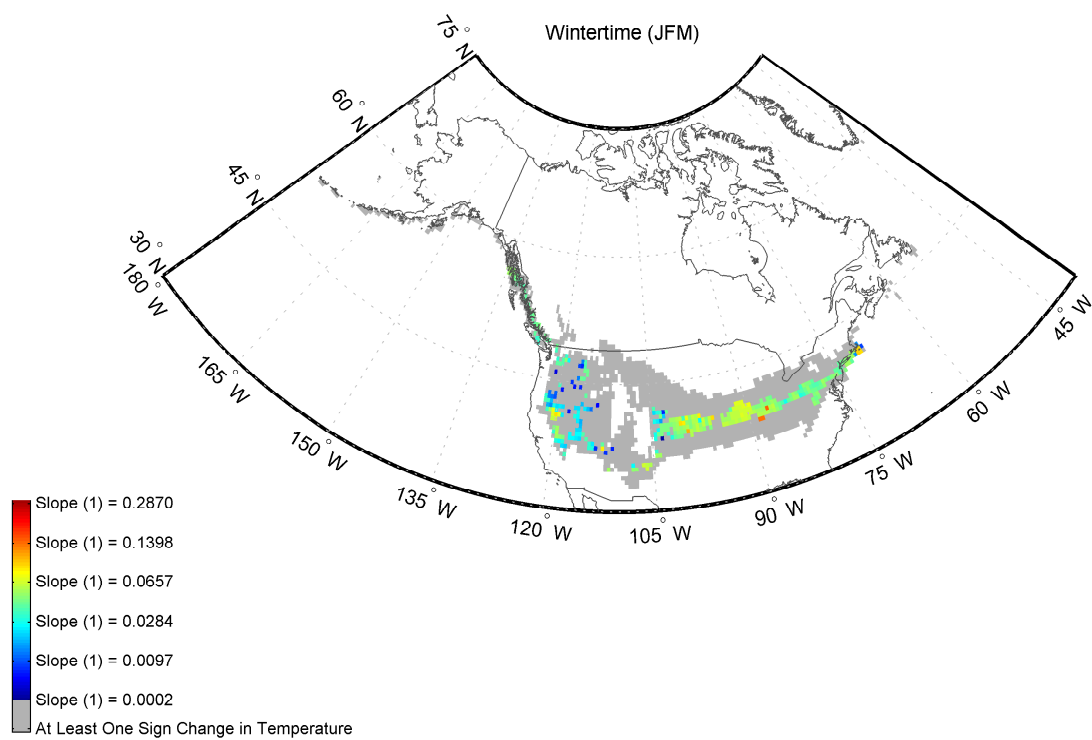 Wintertime (JFM)
75° N
60° N
45° N
30° N
180° W
165° W
150° W
135° W
120° W
105° W
90° W
75° W
60° W
45° W
Slope (1) = 0.2870
Slope (1) = 0.1398
Slope (1) = 0.0657
Slope (1) = 0.0284
Slope (1) = 0.0097
Slope (1) = 0.0002
At Least One Sign Change in Temperature